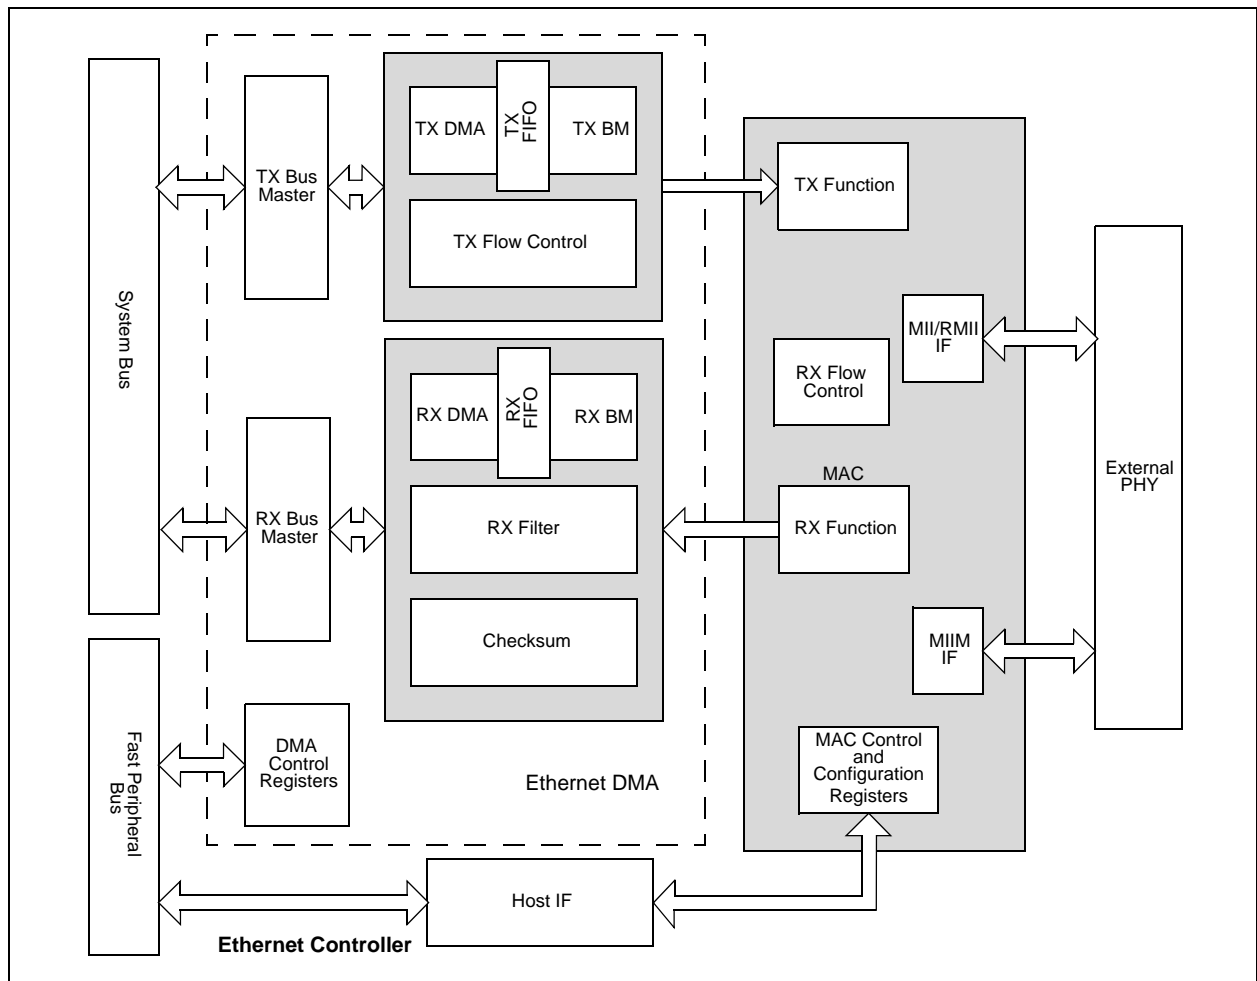 System Bus
TX Bus
Master
TX DMA
TX
FIFO
TX BM
TX Flow Control
TX Function
MII/RMII
IF
RX Flow
Control
RX Bus
Master
RX DMA
RX
FIFO
RX BM
RX Filter
Checksum
MAC
RX Function
MIIM
IF
External
PHY
Fast Peripheral
Bus
DMA
Control
Registers
Ethernet DMA
MAC Control
and
Configuration
Registers
Host IF
Ethernet Controller